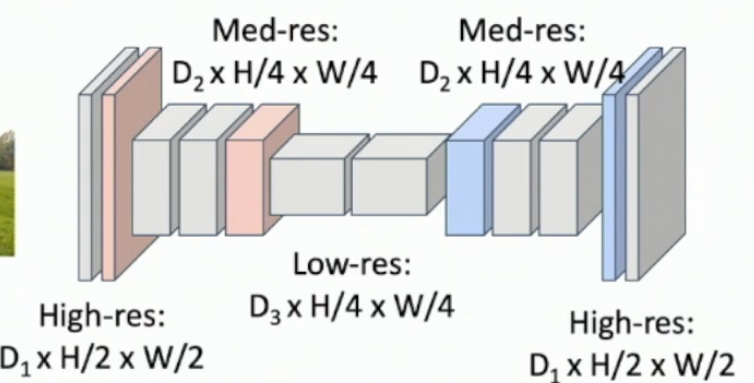 Med-res:
D₂ x H/4 x W/4
Med-res:
D₂ x H/4 x W/4
Low-res:
D₃ x H/4 x W/4
High-res:
D₁ x H/2 x W/2
High-res:
D₁ x H/2 x W/2